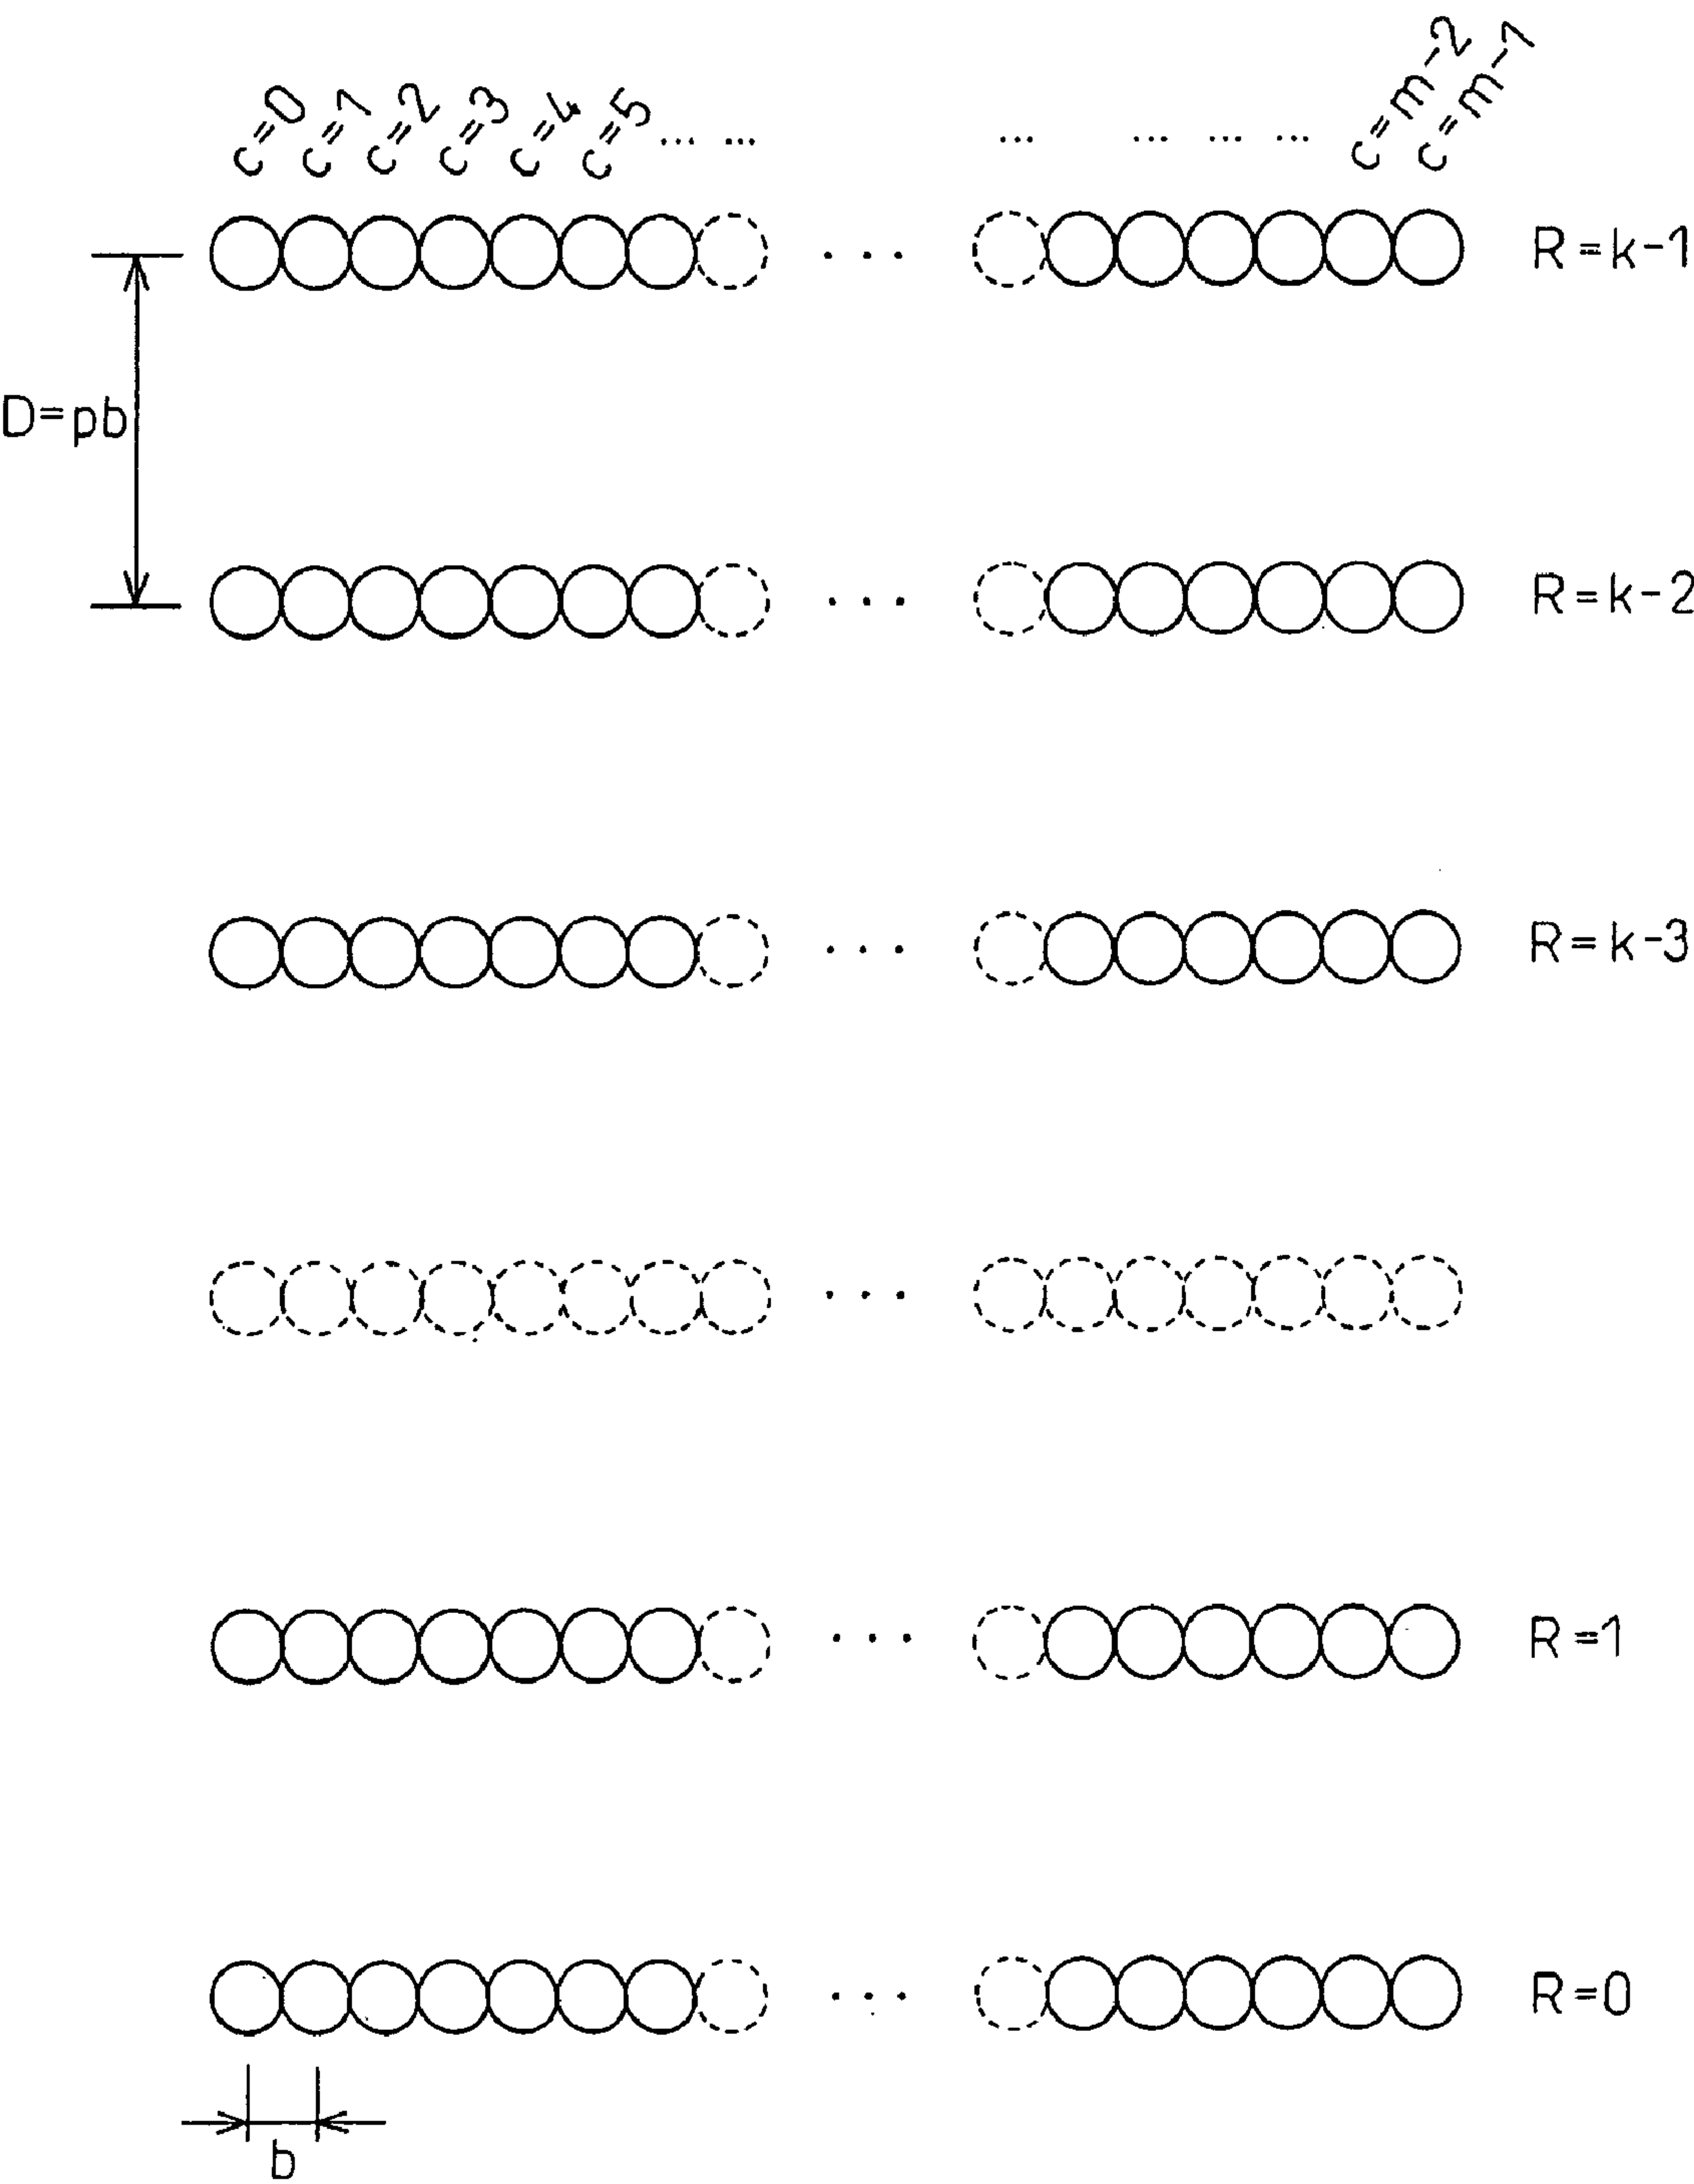 c=0 c=1 c=2 c=3 c=4 c=5 ... ... ... ... ... ... c=m-2 c=m-1
... R=k-1
D=pb
... R=k-2
... R=k-3
...
... R=1
... R=0
b